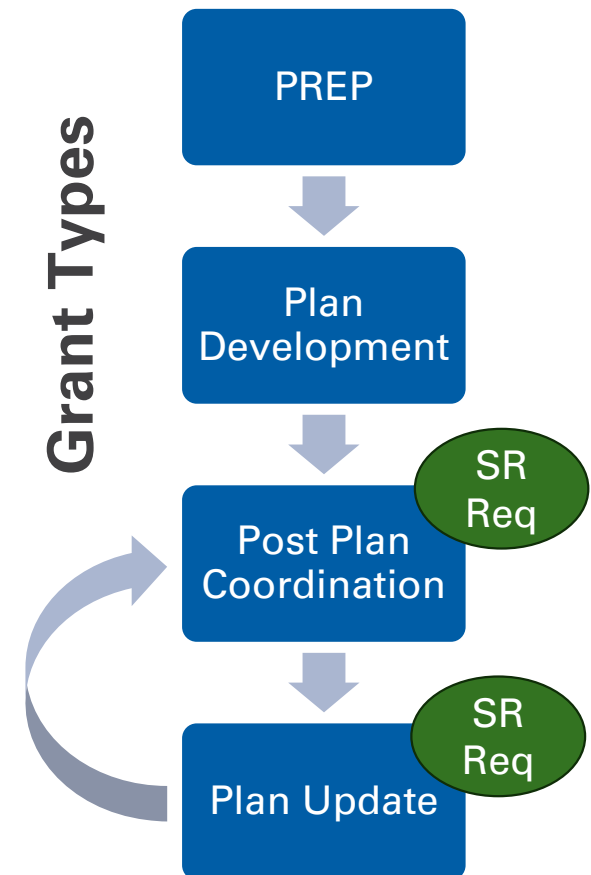 Grant Types
PREP
Plan
Development
SR
Req
Post Plan
Coordination
SR
Req
Plan Update